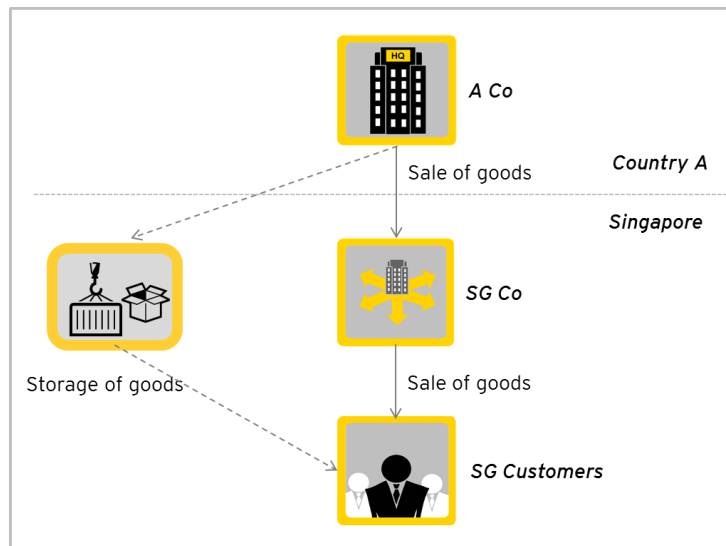 HQ
A Co
Country A
Sale of goods
Singapore
SG Co
Storage of goods
Sale of goods
SG Customers